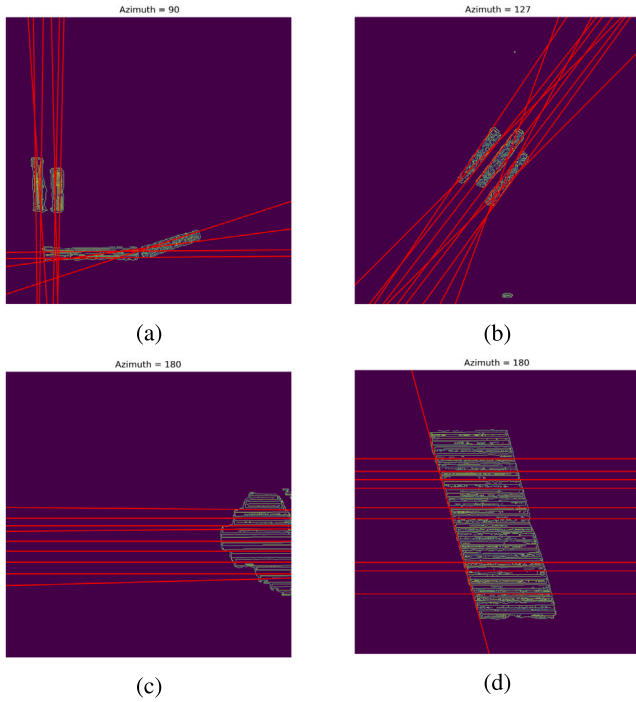 Azimuth = 90
Azimuth = 127
(a)
(b)
Azimuth = 180
Azimuth = 180
(c)
(d)